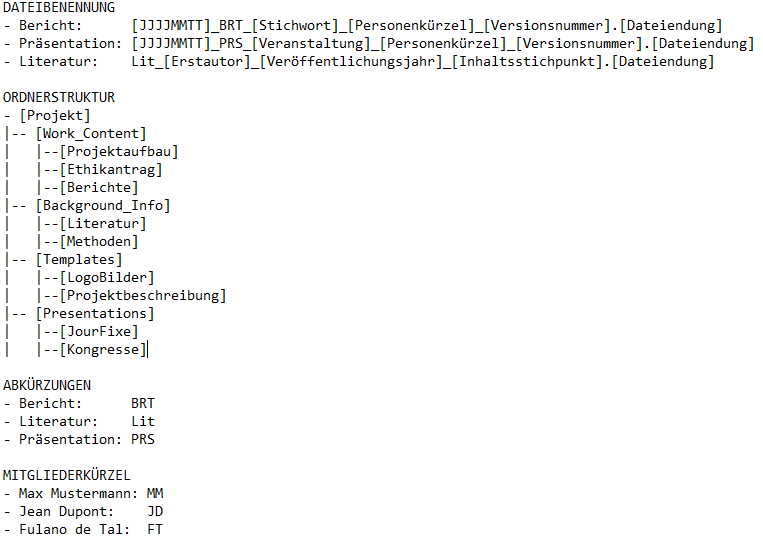 DATEIBENENNUNG
- Bericht:      [JJJJMMTT]_BRT_[Stichwort]_[Personenkürzel]_[Versionsnummer].[Dateiendung]
- Präsentation: [JJJJMMTT]_PRS_[Veranstaltung]_[Personenkürzel]_[Versionsnummer].[Dateiendung]
- Literatur:    Lit_[Erstautor]_[Veröffentlichungsjahr]_[Inhaltsstichpunkt].[Dateiendung]

ORDNERSTRUKTUR
- [Projekt]
|-- [Work_Content]
|   |--[Projektaufbau]
|   |--[Ethikantrag]
|   |--[Berichte]
|-- [Background_Info]
|   |--[Literatur]
|   |--[Methoden]
|-- [Templates]
|   |--[LogoBilder]
|   |--[Projektbeschreibung]
|-- [Presentations]
|   |--[JourFixe]
|   |--[Kongresse]

ABKÜRZUNGEN
- Bericht:      BRT
- Literatur:    Lit
- Präsentation: PRS

MITGLIEDERKÜRZEL
- Max Mustermann: MM
- Jean Dupont:    JD
- Fulano de Tal:  FT